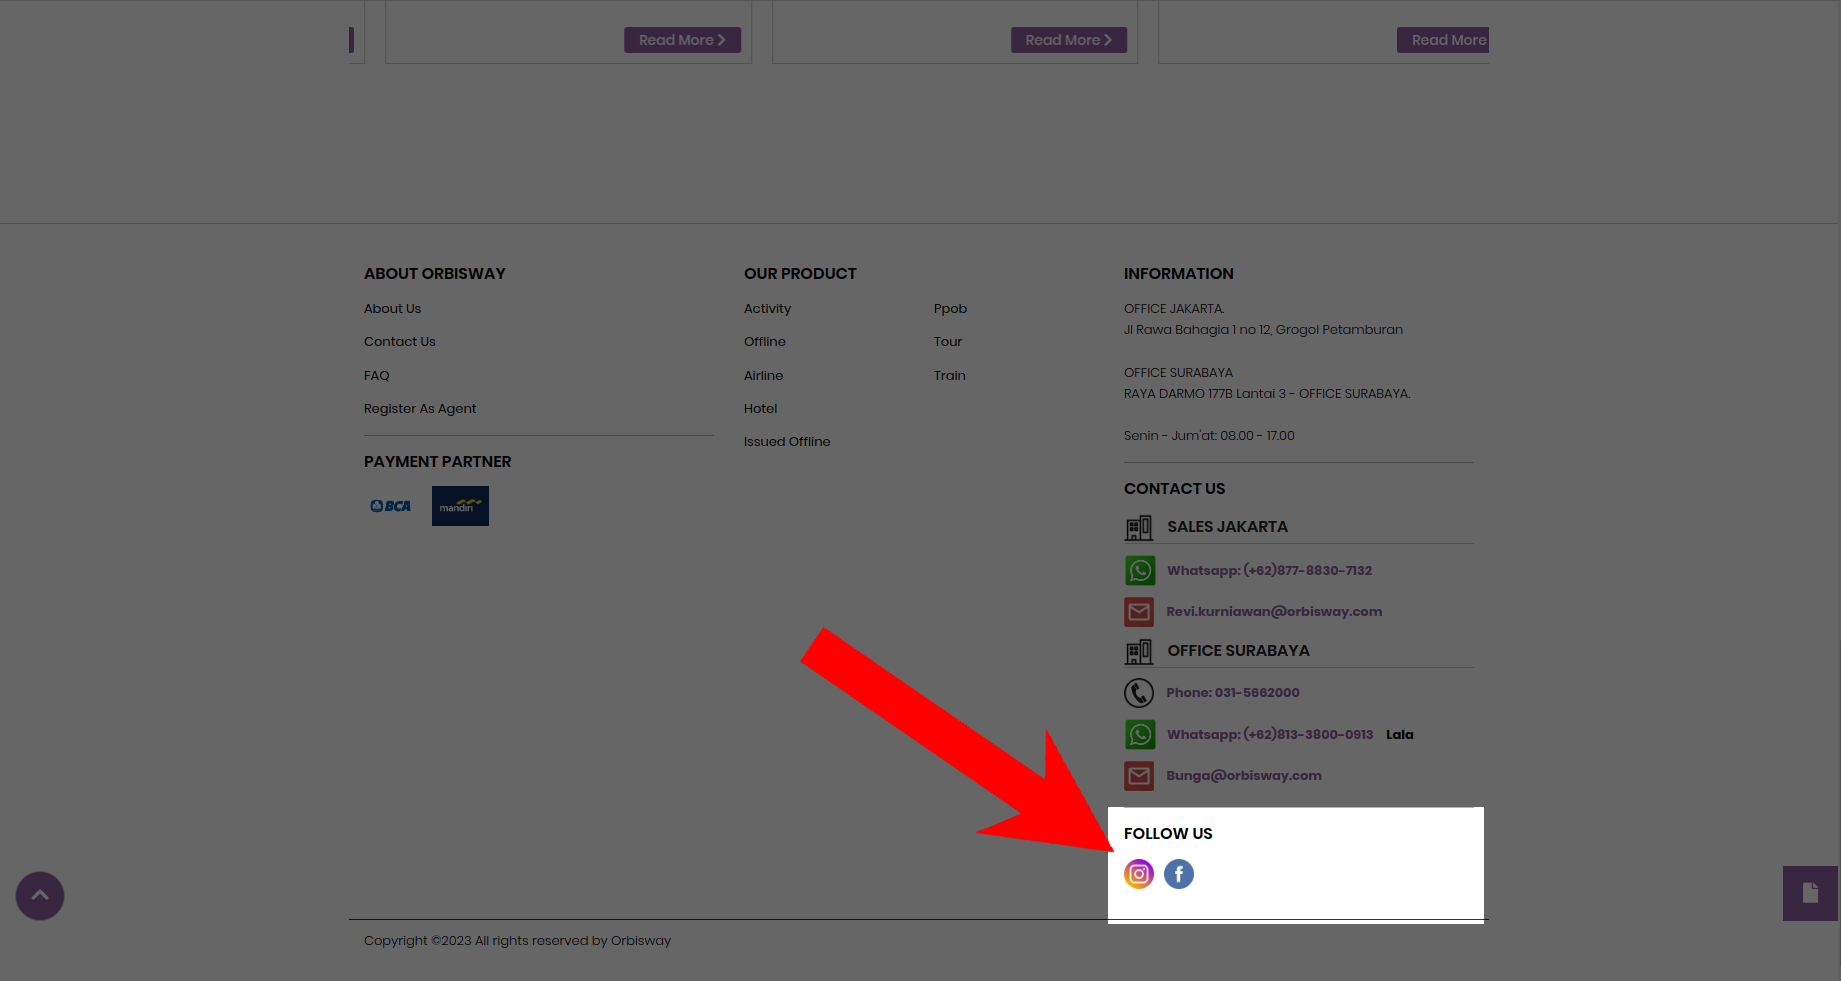 Read More
Read More
Read More
ABOUT ORBISWAY
About Us
Contact Us
FAQ
Register As Agent
PAYMENT PARTNER
BCA
mandiri
OUR PRODUCT
Activity
Offline
Airline
Hotel
Issued Offline
Ppob
Tour
Train
INFORMATION
OFFICE JAKARTA.
Jl Rawa Bahagia 1 no 12, Grogol Petamburan
OFFICE SURABAYA
RAYA DARMO 177B Lantai 3 - OFFICE SURABAYA.
Senin - Jum'at: 08.00 - 17.00
CONTACT US
SALES JAKARTA
Whatsapp: (+62)877-8830-7132
Revi.kurniawan@orbisway.com
OFFICE SURABAYA
Phone: 031-5662000
Whatsapp: (+62)813-3800-0913 Lala
Bunga@orbisway.com
FOLLOW US
Copyright ©2023 All rights reserved by Orbisway